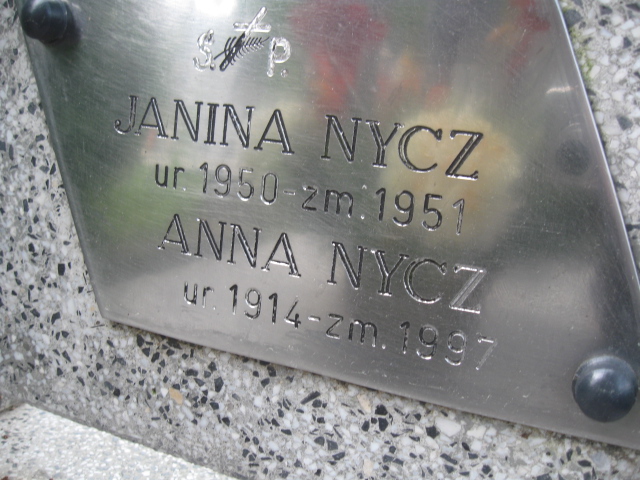 Ś. P.
JANINA NYCZ
ur. 1950 - zm. 1951
ANNA NYCZ
ur. 1914 - zm. 1997